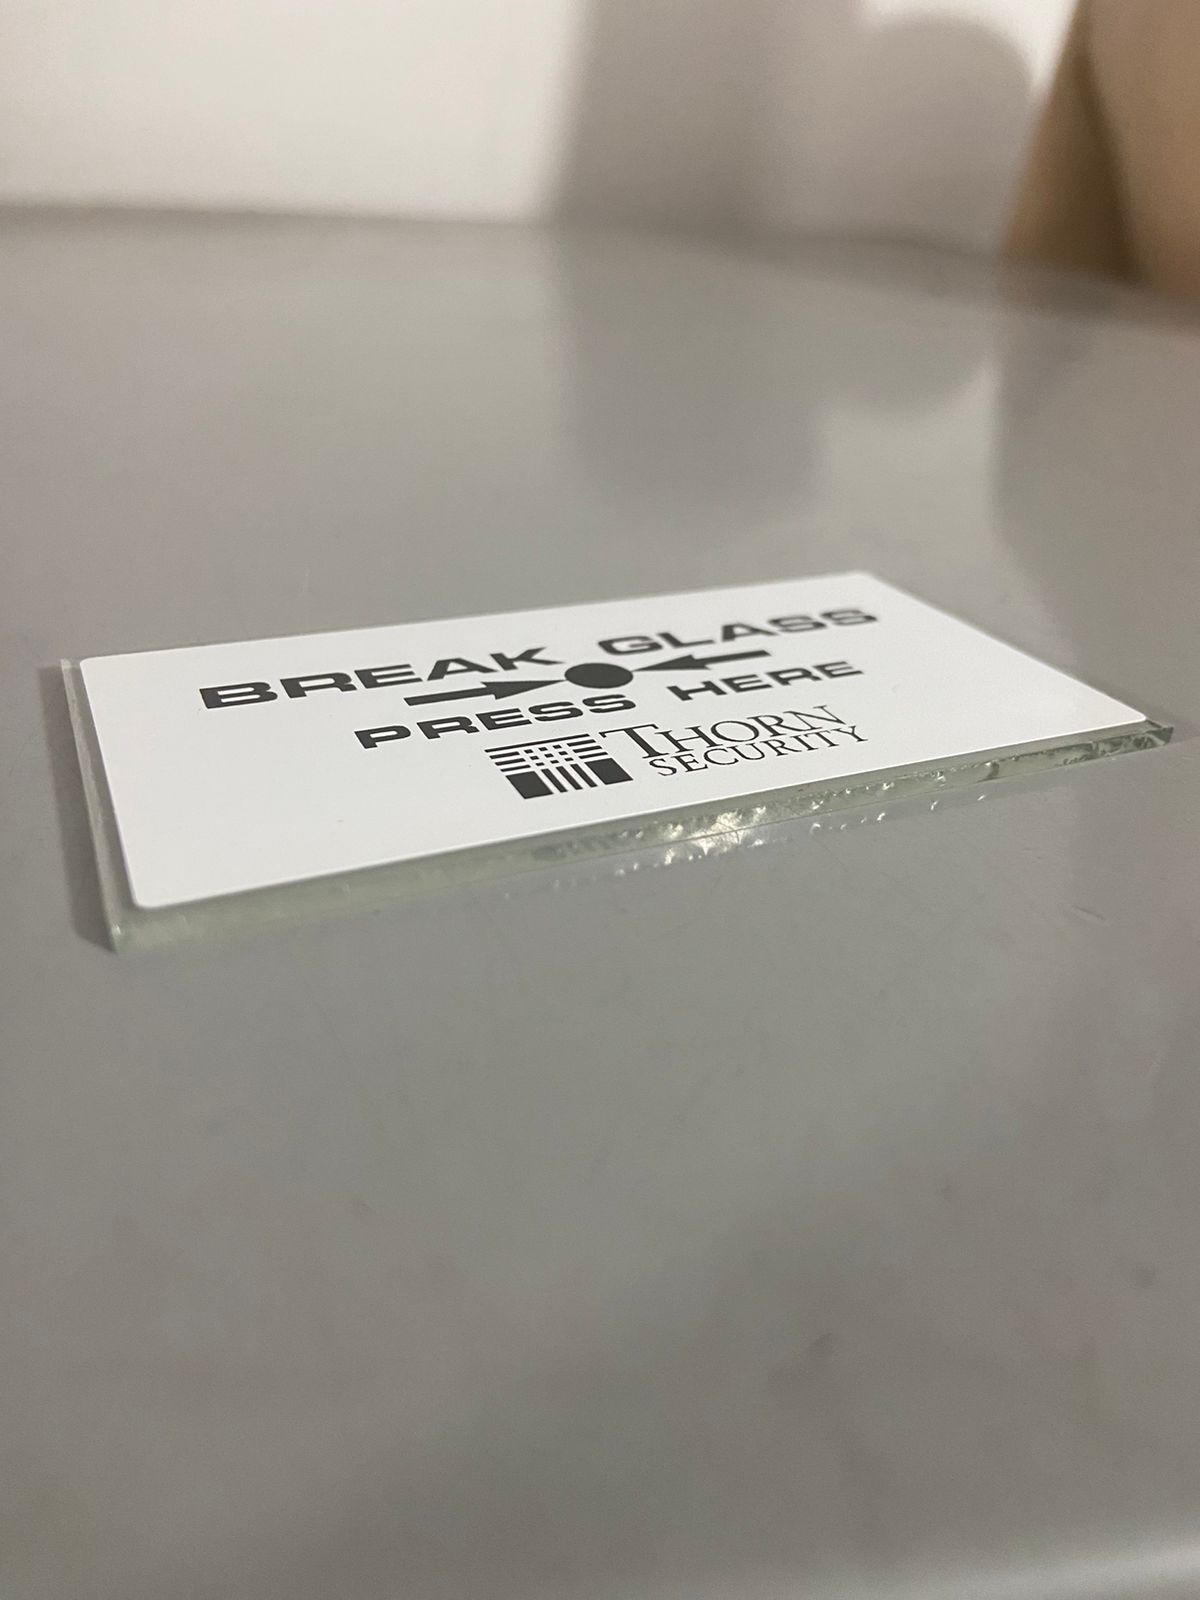 BREAK GLASS
PRESS HERE
THORN
SECURITY